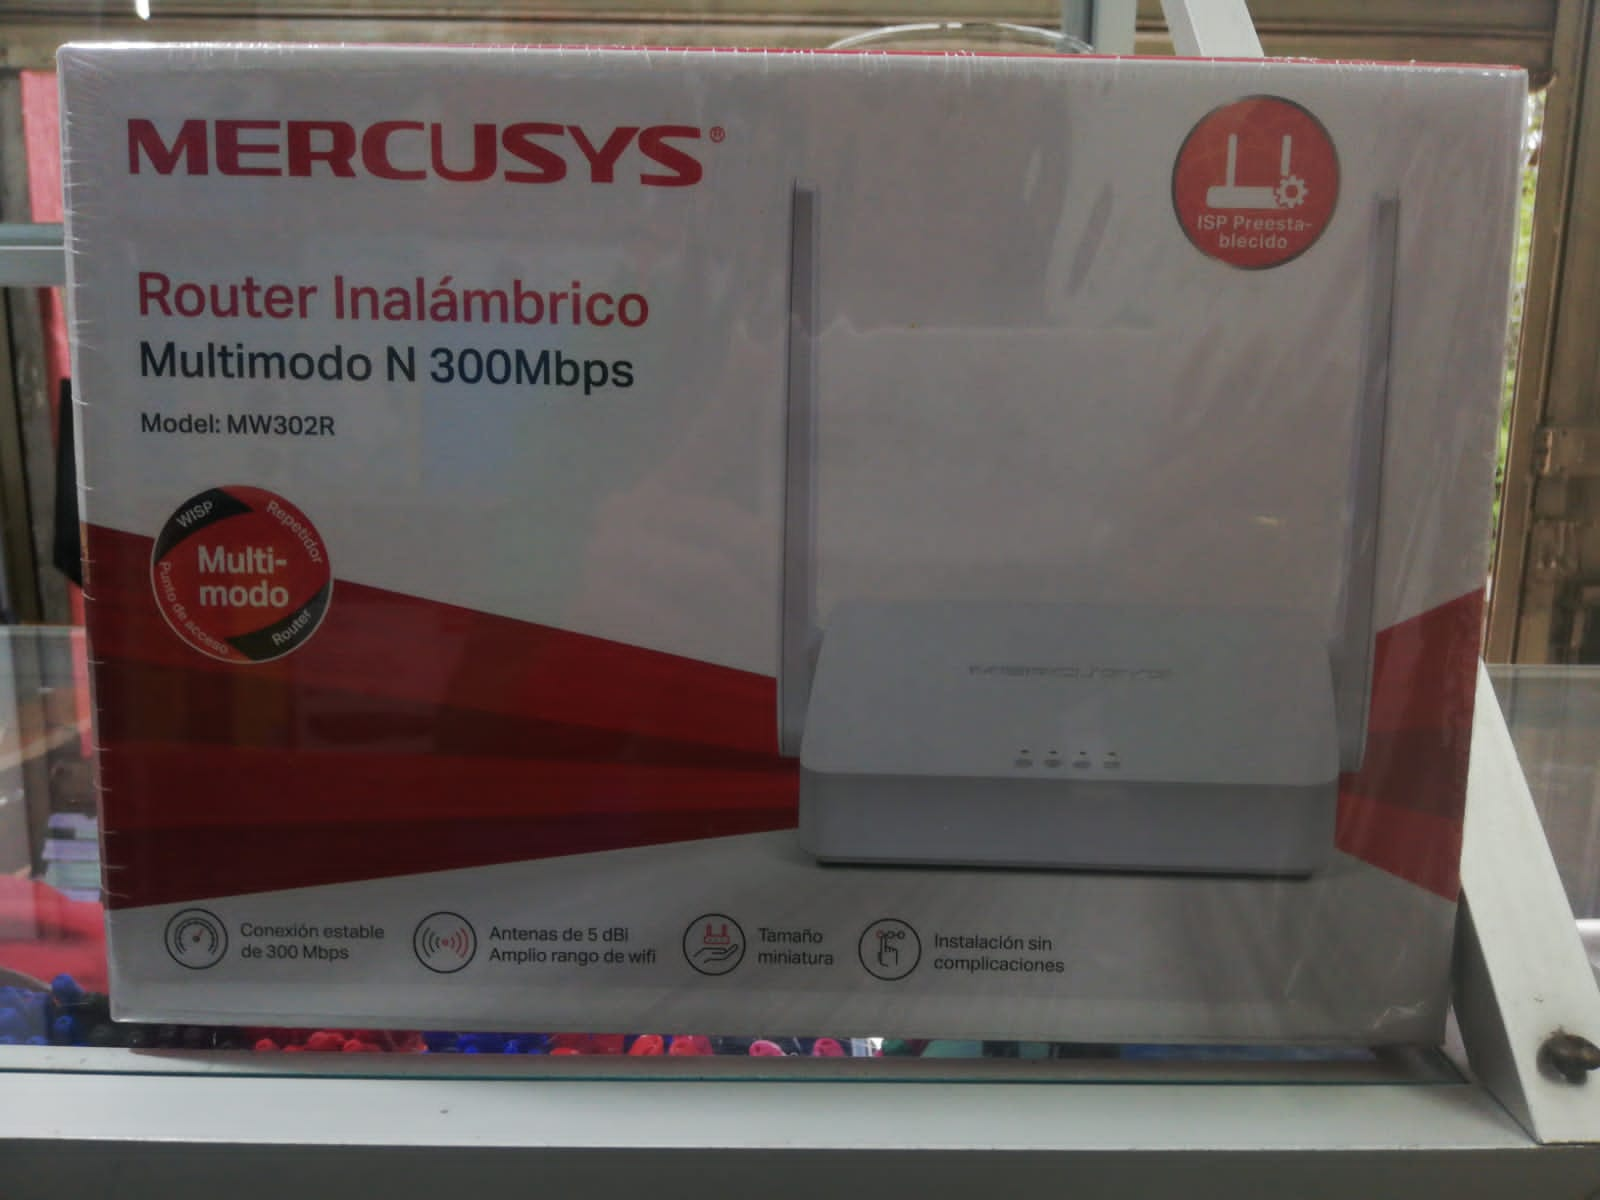 MERCUSYS®
ISP Preesta-
blecido
Router Inalámbrico
Multimodo N 300Mbps
Model: MW302R
WISP
Repetidor
Multi-
modo
Punto de acceso
Router
MERCUSYS
Conexión estable
de 300 Mbps
Antenas de 5 dBi
Amplio rango de wifi
Tamaño
miniatura
Instalación sin
complicaciones